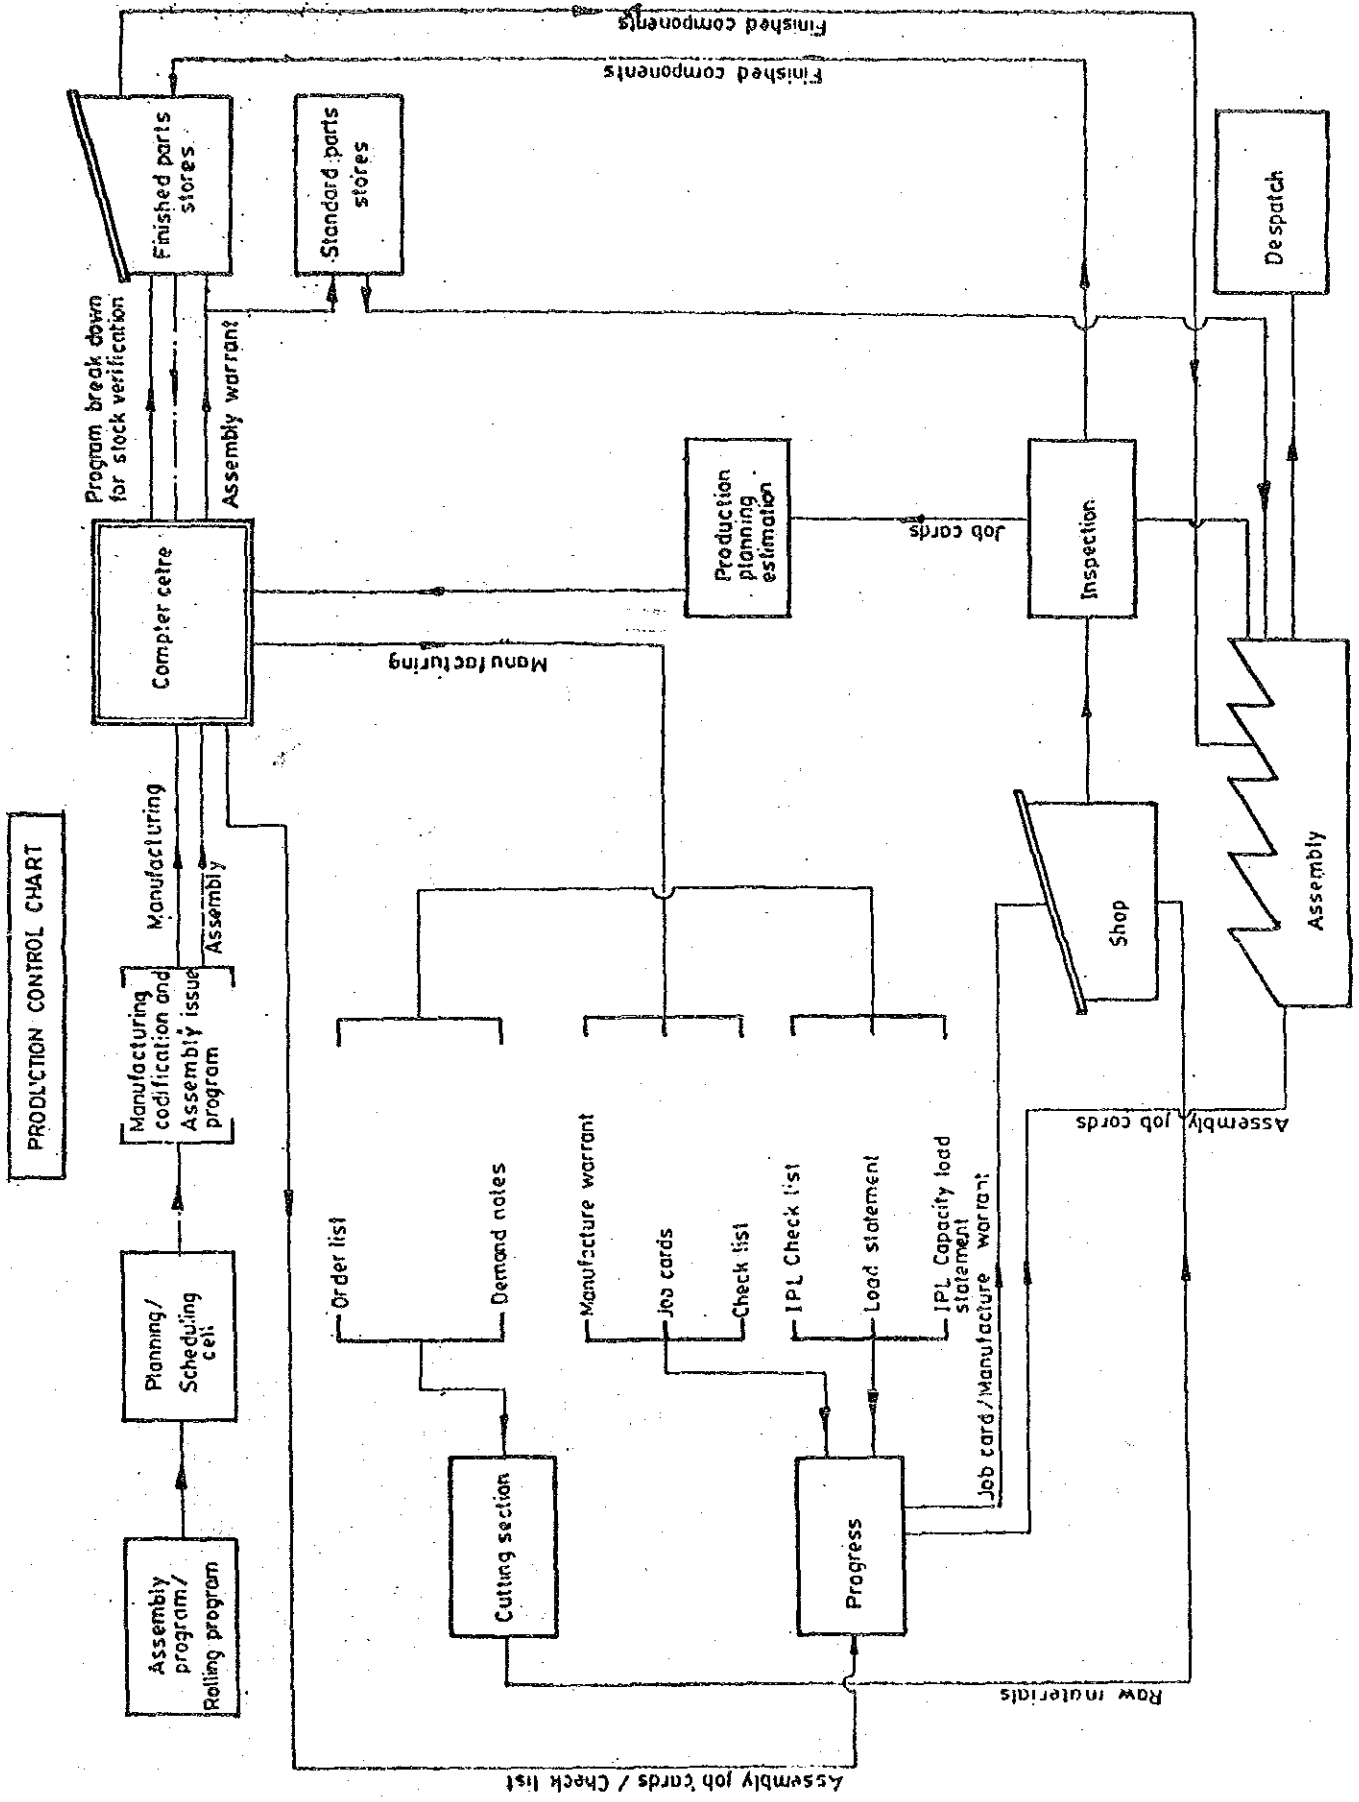 PRODUCTION CONTROL CHART
Assembly
program/
Rolling program
Planning/
Scheduling
cell
Manufacturing
codification and
Assembly issue
program
Manufacturing
Assembly
Compter cetre
Program break down
for stock verification
Assembly warrant
Finished parts
stores
Standard parts
stores
Finished components
Finished components
Order list
Demand notes
Manufacturing
Manufacture warrant
Job cards
Check list
IPL Check list
Load statement
IPL Capacity load
statement
Cutting section
Progress
Production
planning
estimation
Job cards
Job card/Manufacture warrant
Shop
Inspection
Despatch
Assembly
Assembly job cords
Raw materials
Assembly job cards / Check list